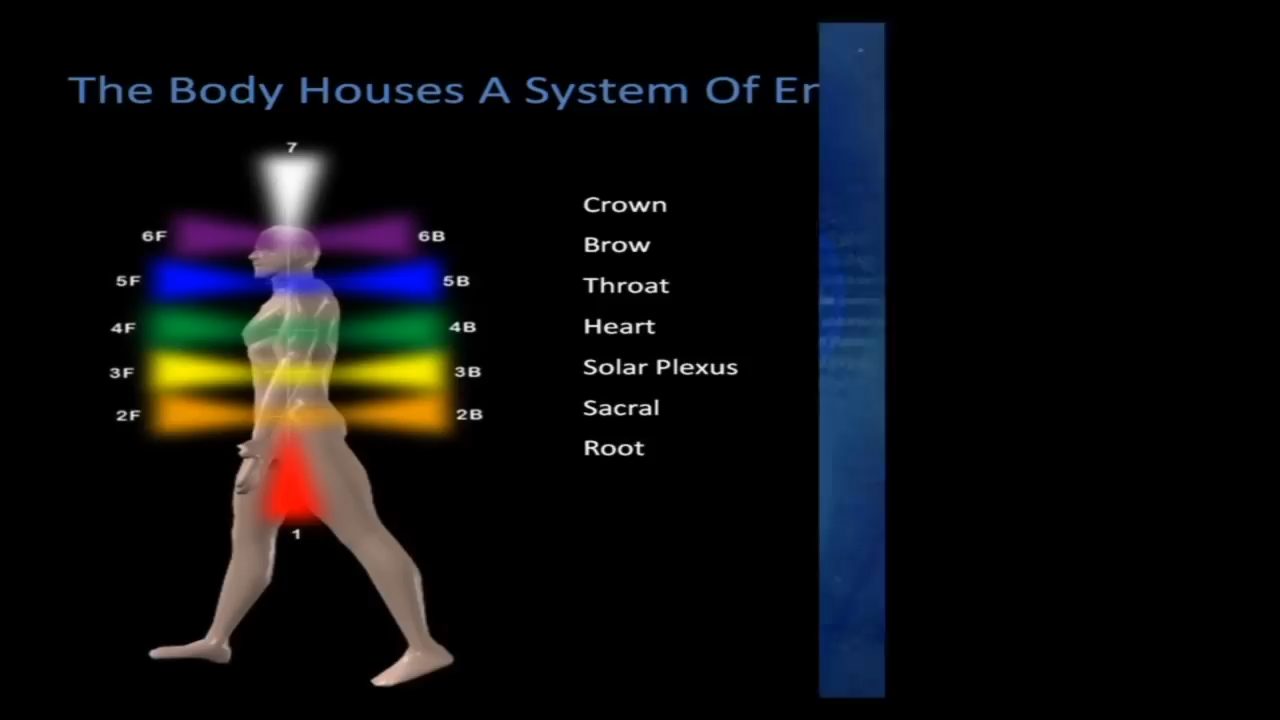 The Body Houses A System Of
7
6F 6B
5F 5B
4F 4B
3F 3B
2F 2B
1
Crown
Brow
Throat
Heart
Solar Plexus
Sacral
Root